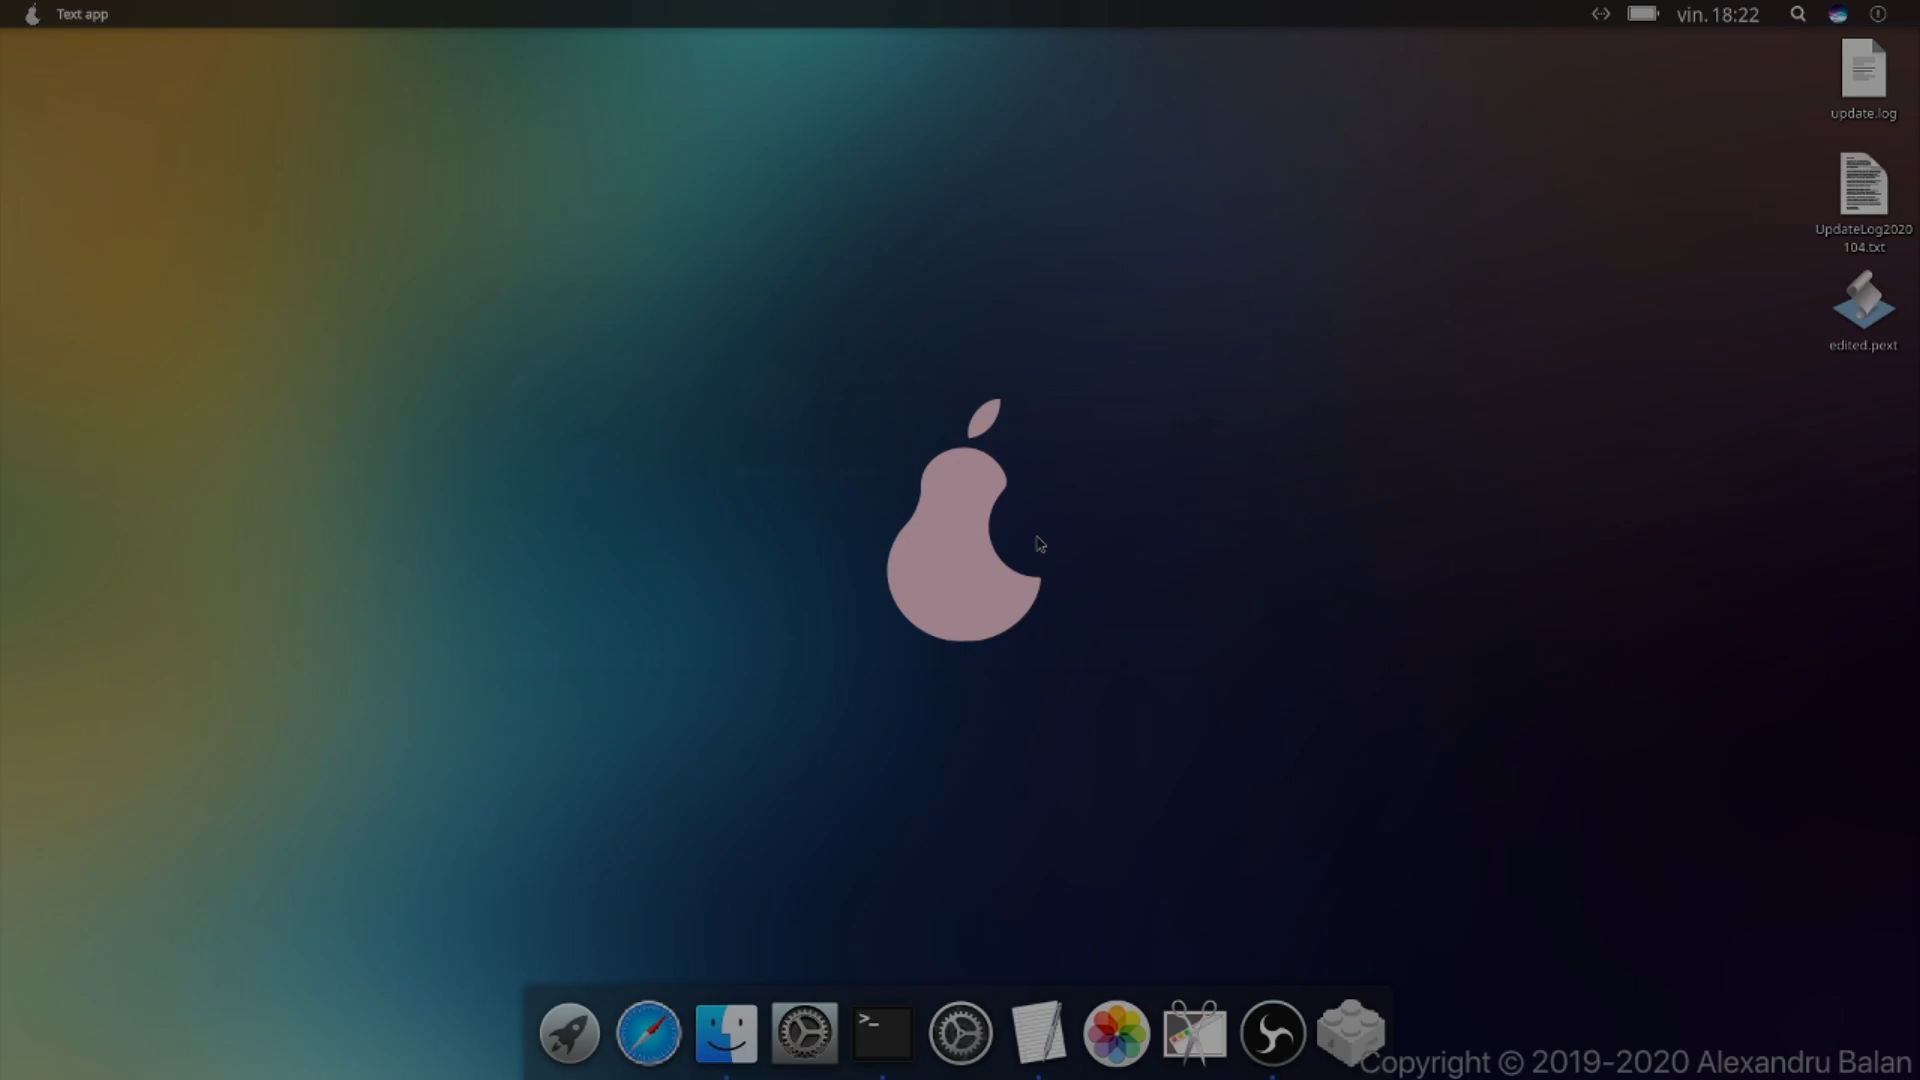 Text app
vin. 18:22
update.log
UpdateLog2020
104.txt
edited.pext
>_
Copyright © 2019-2020 Alexandru Balan